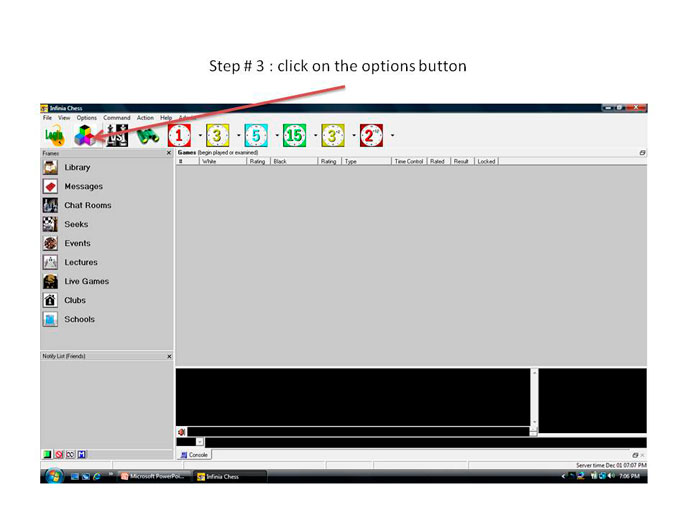 Step # 3 : click on the options button
Infinia Chess
File View Options Command Action Help
Login
1 3 5 15 3 2
Frames
Games (begin played or examined)
# White Rating Black Rating Type Time Control Rated Result Locked
Library
Messages
Chat Rooms
Seeks
Events
Lectures
Live Games
Clubs
Schools
Notify List (Friends)
Console
Server time Dec 01 07:07 PM
Microsoft PowerPoi... Infinia Chess
7:06 PM